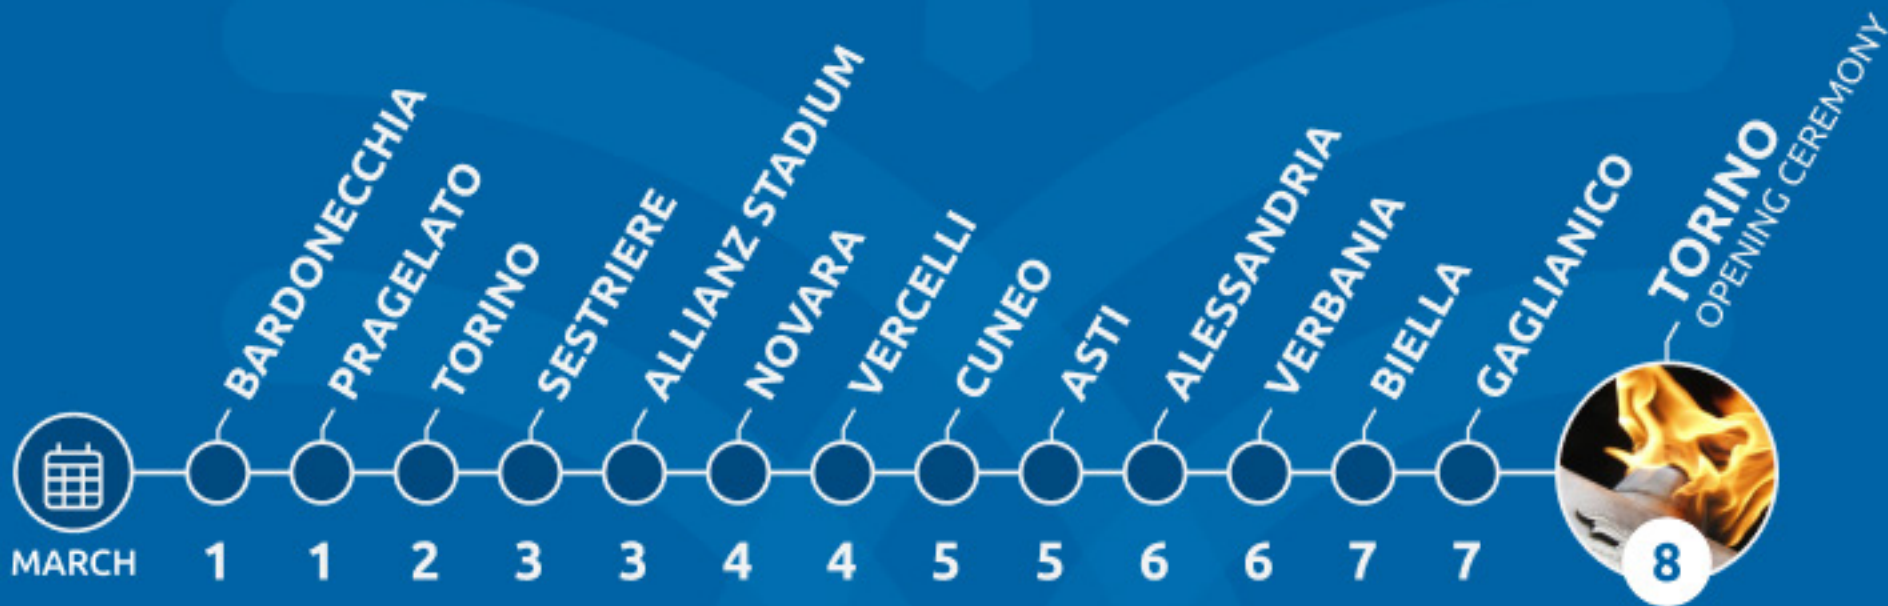 BARDONECCHIA
PRAGELATO
TORINO
SESTRIERE
ALLIANZ STADIUM
NOVARA
VERCELLI
CUNEO
ASTI
ALESSANDRIA
VERBANIA
BIELLA
GAGLIANICO
TORINO
OPENING CEREMONY
MARCH 1 1 2 3 3 4 4 5 5 6 6 7 7 8